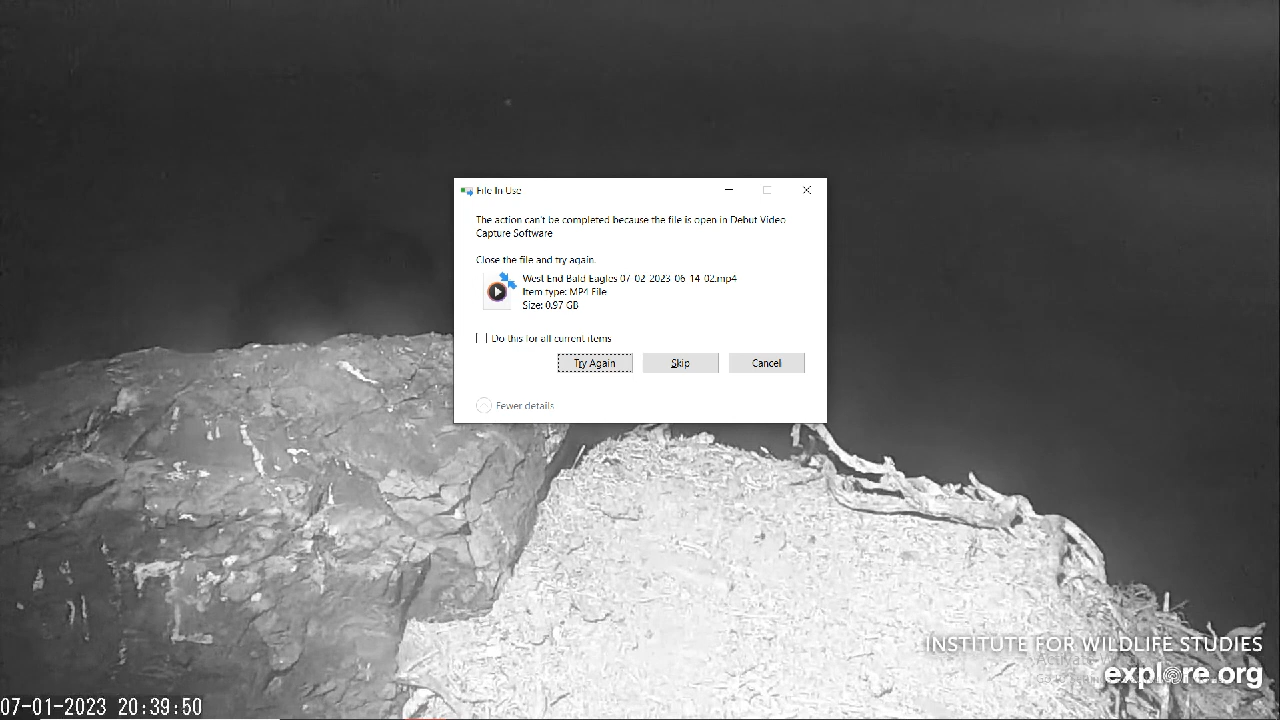 File In Use
The action can't be completed because the file is open in Debut Video
Capture Software
Close the file and try again.
West End Bald Eagles 07-02-2023-06-14-02.mp4
Item type: MP4 File
Size: 0.97 GB
Do this for all current items
Try Again
Skip
Cancel
Fewer details
INSTITUTE FOR WILDLIFE STUDIES
explore.org
07-01-2023 20:39:50